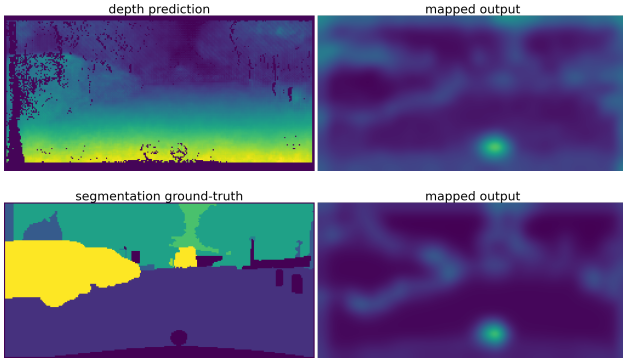 depth prediction
mapped output
segmentation ground-truth
mapped output